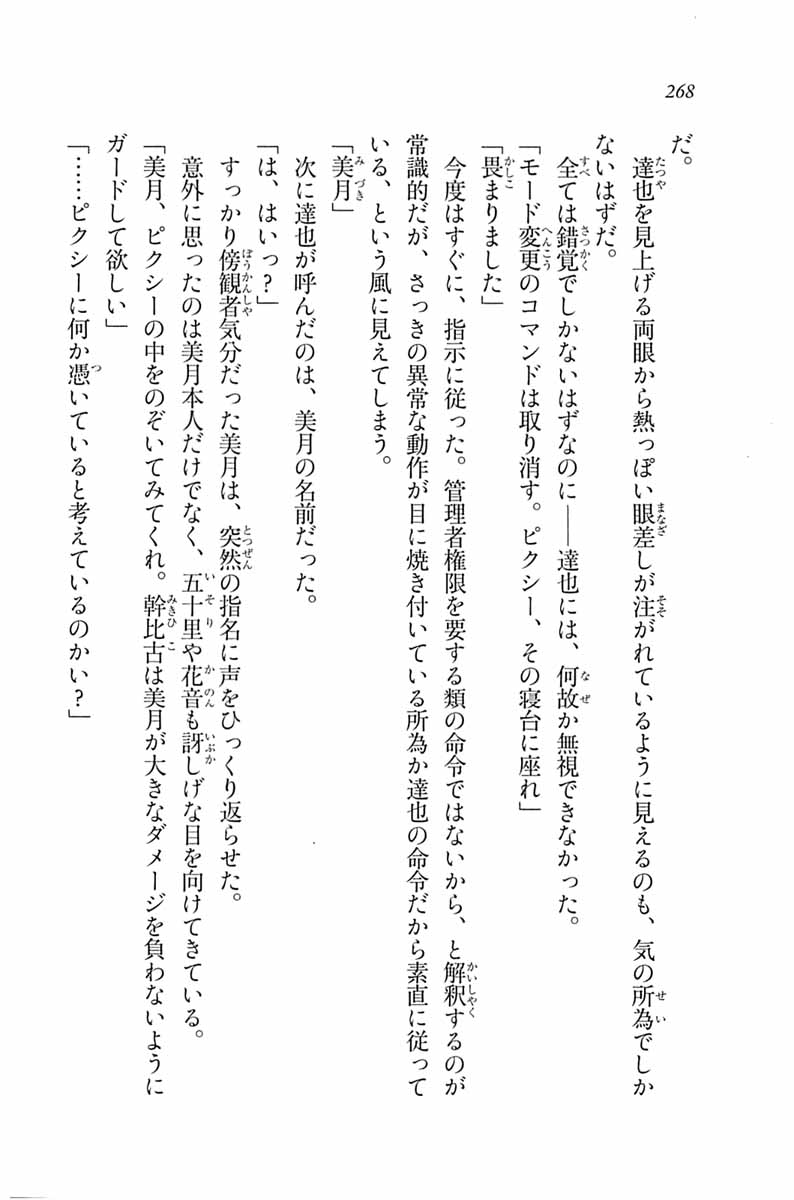 268
だ。
達也を見上げる両眼から熱っぽい眼差しが注がれているように見えるのも、気の所為でしか
ないはずだ。
全ては錯覚でしかないはずなのに――達也には、何故か無視できなかった。
「モード変更のコマンドは取り消す。ピクシー、その寝台に座れ」
「畏まりました」
今度はすぐに、指示に従った。管理者権限を要する類の命令ではないから、と解釈するのが
常識的だが、さっきの異常な動作が目に焼き付いている所為か達也の命令だから素直に従って
いる、という風に見えてしまう。
「美月」
次に達也が呼んだのは、美月の名前だった。
「は、はいっ？」
すっかり傍観者気分だった美月は、突然の指名に声をひっくり返らせた。
意外に思ったのは美月本人だけでなく、五十里や花音も訝しげな目を向けてきている。
「美月、ピクシーの中をのぞいてみてくれ。幹比古は美月が大きなダメージを負わないように
ガードして欲しい」
「……ピクシーに何か憑いていると考えているのかい？」